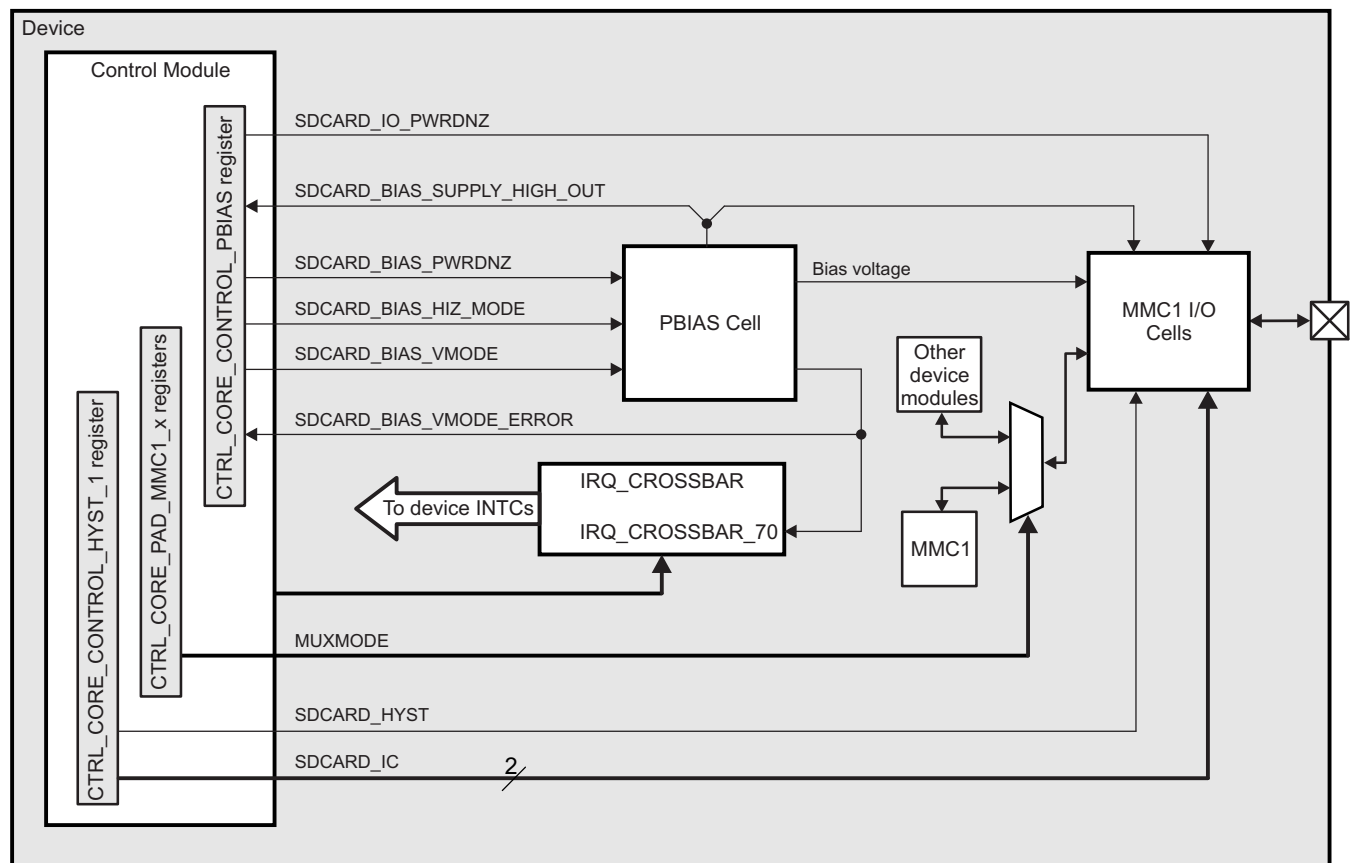 Device
Control Module
CTRL_CORE_CONTROL_PBIAS register
CTRL_CORE_PAD_MMC1_x registers
CTRL_CORE_CONTROL_HYST_1 register
SDCARD_IO_PWRDNZ
SDCARD_BIAS_SUPPLY_HIGH_OUT
SDCARD_BIAS_PWRDNZ
SDCARD_BIAS_HIZ_MODE
SDCARD_BIAS_VMODE
SDCARD_BIAS_VMODE_ERROR
PBIAS Cell
Bias voltage
MMC1 I/O
Cells
Other
device
modules
MMC1
IRQ_CROSSBAR
IRQ_CROSSBAR_70
To device INTCs
MUXMODE
SDCARD_HYST
SDCARD_IC
2